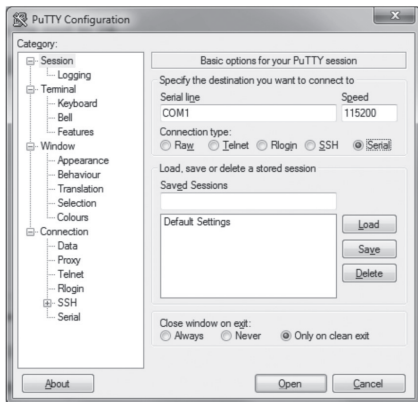 PuTTY Configuration
Category:
Session
Logging
Terminal
Keyboard
Bell
Features
Window
Appearance
Behaviour
Translation
Selection
Colours
Connection
Data
Proxy
Telnet
Rlogin
SSH
Serial
Basic options for your PuTTY session
Specify the destination you want to connect to
Serial line Speed
COM1 115200
Connection type:
Raw Telnet Rlogin SSH Serial
Load, save or delete a stored session
Saved Sessions
Default Settings
Load
Save
Delete
Close window on exit:
Always Never Only on clean exit
About Open Cancel